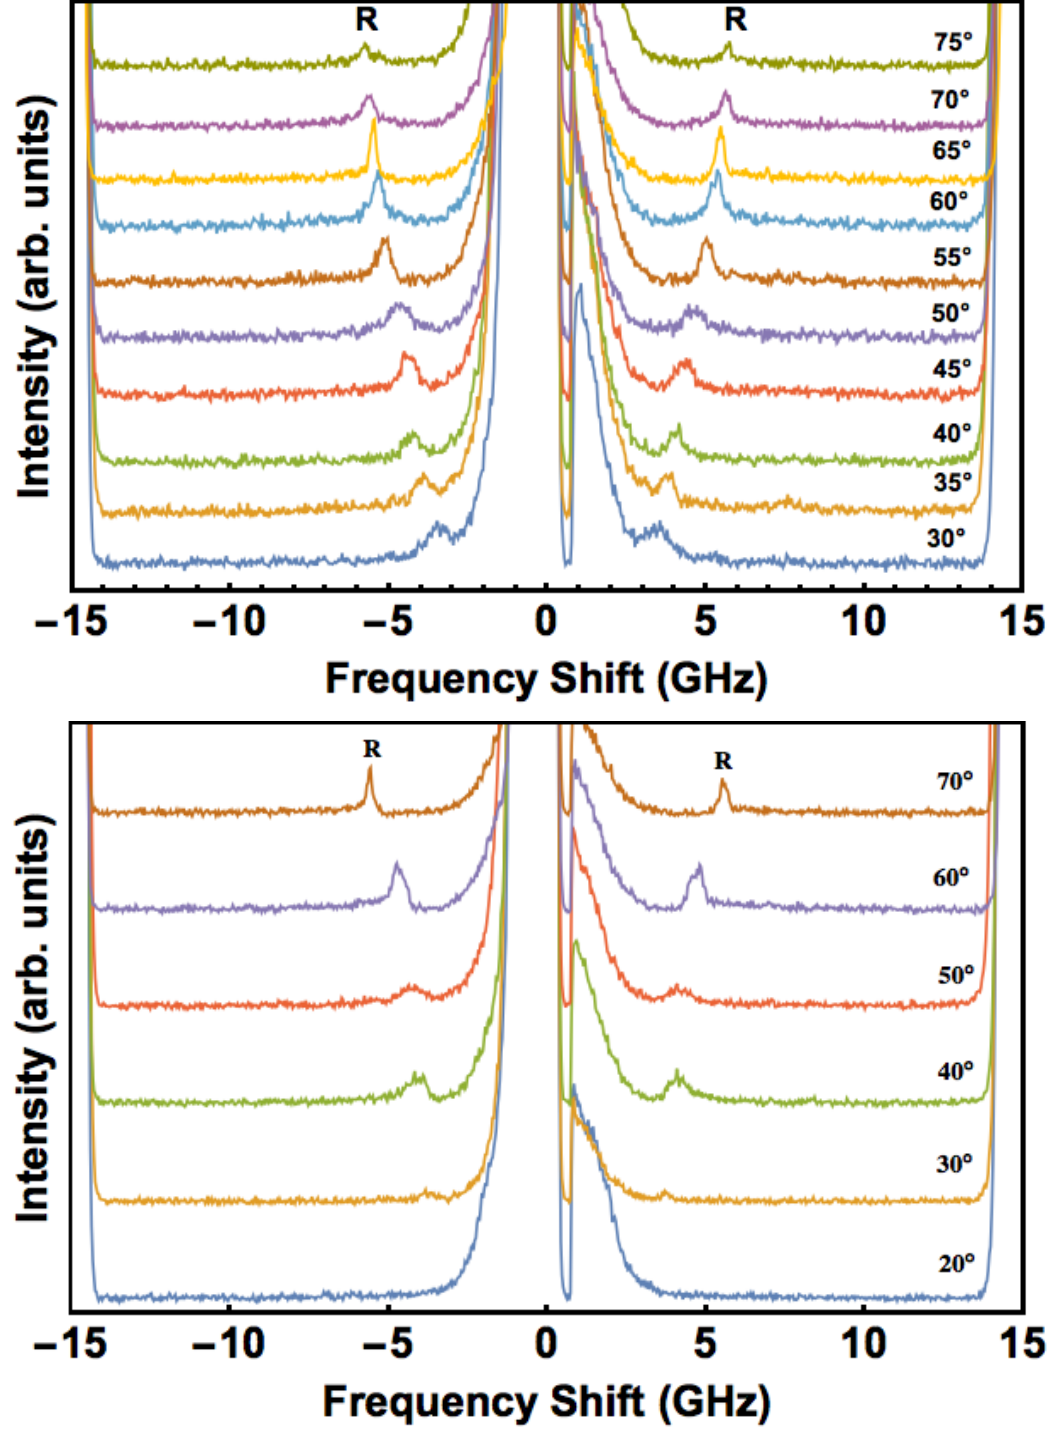 R R
75°
70°
65°
60°
55°
50°
45°
40°
35°
30°
Intensity (arb. units)
−15 −10 −5 0 5 10 15
Frequency Shift (GHz)
R R
70°
60°
50°
40°
30°
20°
Intensity (arb. units)
−15 −10 −5 0 5 10 15
Frequency Shift (GHz)